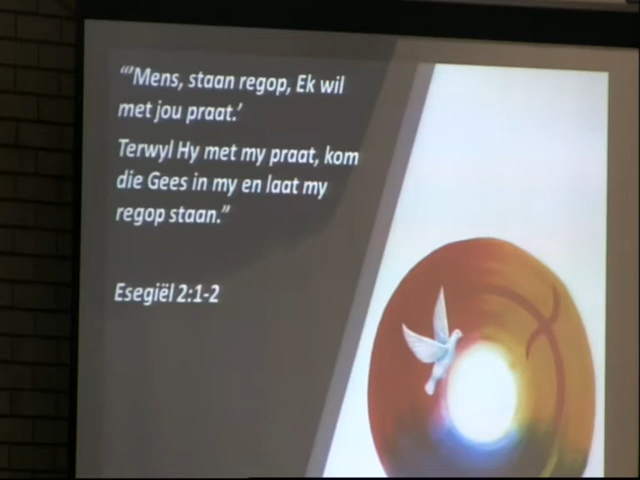 “‘Mens, staan regop, Ek wil
met jou praat.’
Terwyl Hy met my praat, kom
die Gees in my en laat my
regop staan.”
Esegiël 2:1-2